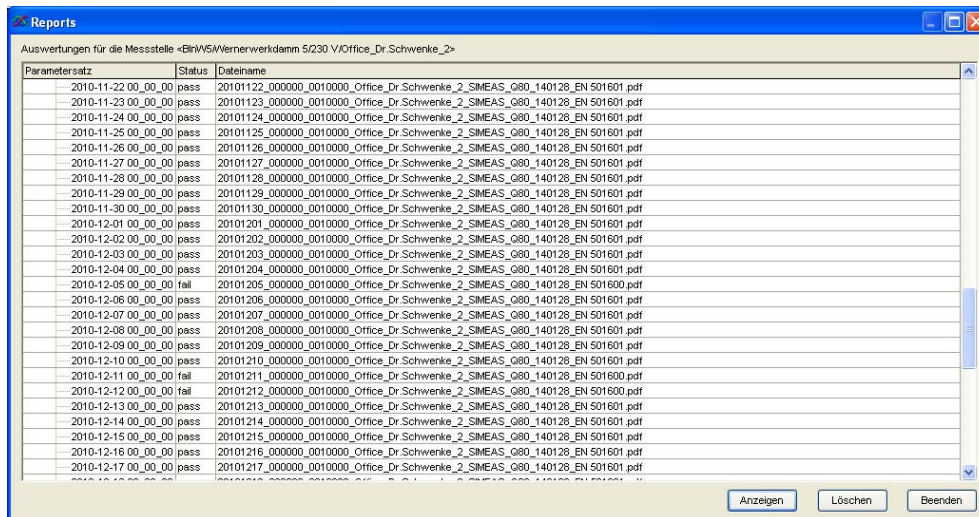 Reports
Auswertungen für die Messstelle <BlnW5/Wernerwerkdamm 5/230 V/Office_Dr.Schwenke_2>
Parametersatz Status Dateiname
2010-11-22 00_00_00 pass 20101122_000000_0010000_Office_Dr.Schwenke_2_SIMEAS_Q80_140128_EN 501601.pdf
2010-11-23 00_00_00 pass 20101123_000000_0010000_Office_Dr.Schwenke_2_SIMEAS_Q80_140128_EN 501601.pdf
2010-11-24 00_00_00 pass 20101124_000000_0010000_Office_Dr.Schwenke_2_SIMEAS_Q80_140128_EN 501601.pdf
2010-11-25 00_00_00 pass 20101125_000000_0010000_Office_Dr.Schwenke_2_SIMEAS_Q80_140128_EN 501601.pdf
2010-11-26 00_00_00 pass 20101126_000000_0010000_Office_Dr.Schwenke_2_SIMEAS_Q80_140128_EN 501601.pdf
2010-11-27 00_00_00 pass 20101127_000000_0010000_Office_Dr.Schwenke_2_SIMEAS_Q80_140128_EN 501601.pdf
2010-11-28 00_00_00 pass 20101128_000000_0010000_Office_Dr.Schwenke_2_SIMEAS_Q80_140128_EN 501601.pdf
2010-11-29 00_00_00 pass 20101129_000000_0010000_Office_Dr.Schwenke_2_SIMEAS_Q80_140128_EN 501601.pdf
2010-11-30 00_00_00 pass 20101130_000000_0010000_Office_Dr.Schwenke_2_SIMEAS_Q80_140128_EN 501601.pdf
2010-12-01 00_00_00 pass 20101201_000000_0010000_Office_Dr.Schwenke_2_SIMEAS_Q80_140128_EN 501601.pdf
2010-12-02 00_00_00 pass 20101202_000000_0010000_Office_Dr.Schwenke_2_SIMEAS_Q80_140128_EN 501601.pdf
2010-12-03 00_00_00 pass 20101203_000000_0010000_Office_Dr.Schwenke_2_SIMEAS_Q80_140128_EN 501601.pdf
2010-12-04 00_00_00 pass 20101204_000000_0010000_Office_Dr.Schwenke_2_SIMEAS_Q80_140128_EN 501601.pdf
2010-12-05 00_00_00 fail 20101205_000000_0010000_Office_Dr.Schwenke_2_SIMEAS_Q80_140128_EN 501600.pdf
2010-12-06 00_00_00 pass 20101206_000000_0010000_Office_Dr.Schwenke_2_SIMEAS_Q80_140128_EN 501601.pdf
2010-12-07 00_00_00 pass 20101207_000000_0010000_Office_Dr.Schwenke_2_SIMEAS_Q80_140128_EN 501601.pdf
2010-12-08 00_00_00 pass 20101208_000000_0010000_Office_Dr.Schwenke_2_SIMEAS_Q80_140128_EN 501601.pdf
2010-12-09 00_00_00 pass 20101209_000000_0010000_Office_Dr.Schwenke_2_SIMEAS_Q80_140128_EN 501601.pdf
2010-12-10 00_00_00 pass 20101210_000000_0010000_Office_Dr.Schwenke_2_SIMEAS_Q80_140128_EN 501601.pdf
2010-12-11 00_00_00 fail 20101211_000000_0010000_Office_Dr.Schwenke_2_SIMEAS_Q80_140128_EN 501600.pdf
2010-12-12 00_00_00 fail 20101212_000000_0010000_Office_Dr.Schwenke_2_SIMEAS_Q80_140128_EN 501600.pdf
2010-12-13 00_00_00 pass 20101213_000000_0010000_Office_Dr.Schwenke_2_SIMEAS_Q80_140128_EN 501601.pdf
2010-12-14 00_00_00 pass 20101214_000000_0010000_Office_Dr.Schwenke_2_SIMEAS_Q80_140128_EN 501601.pdf
2010-12-15 00_00_00 pass 20101215_000000_0010000_Office_Dr.Schwenke_2_SIMEAS_Q80_140128_EN 501601.pdf
2010-12-16 00_00_00 pass 20101216_000000_0010000_Office_Dr.Schwenke_2_SIMEAS_Q80_140128_EN 501601.pdf
2010-12-17 00_00_00 pass 20101217_000000_0010000_Office_Dr.Schwenke_2_SIMEAS_Q80_140128_EN 501601.pdf
Anzeigen Löschen Beenden